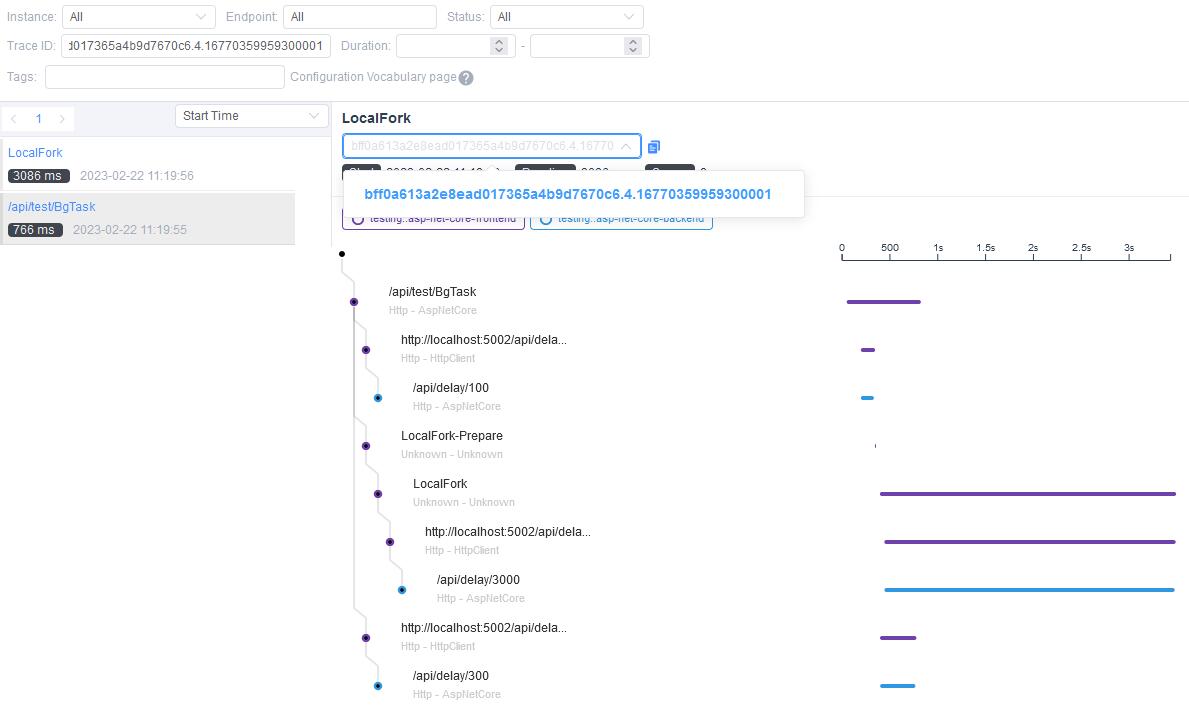 Instance: All Endpoint: All Status: All
Trace ID: d017365a4b9d7670c6.4.16770359959300001 Duration: -
Tags: Configuration Vocabulary page ?
1 Start Time
LocalFork
3086 ms 2023-02-22 11:19:56
/api/test/BgTask
766 ms 2023-02-22 11:19:55
LocalFork
bff0a613a2e8ead017365a4b9d7670c6.4.16770
bff0a613a2e8ead017365a4b9d7670c6.4.16770359959300001
testing::asp-net-core-frontend testing::asp-net-core-backend
0 500 1s 1.5s 2s 2.5s 3s
/api/test/BgTask
Http - AspNetCore
http://localhost:5002/api/dela...
Http - HttpClient
/api/delay/100
Http - AspNetCore
LocalFork-Prepare
Unknown - Unknown
LocalFork
Unknown - Unknown
http://localhost:5002/api/dela...
Http - HttpClient
/api/delay/3000
Http - AspNetCore
http://localhost:5002/api/dela...
Http - HttpClient
/api/delay/300
Http - AspNetCore